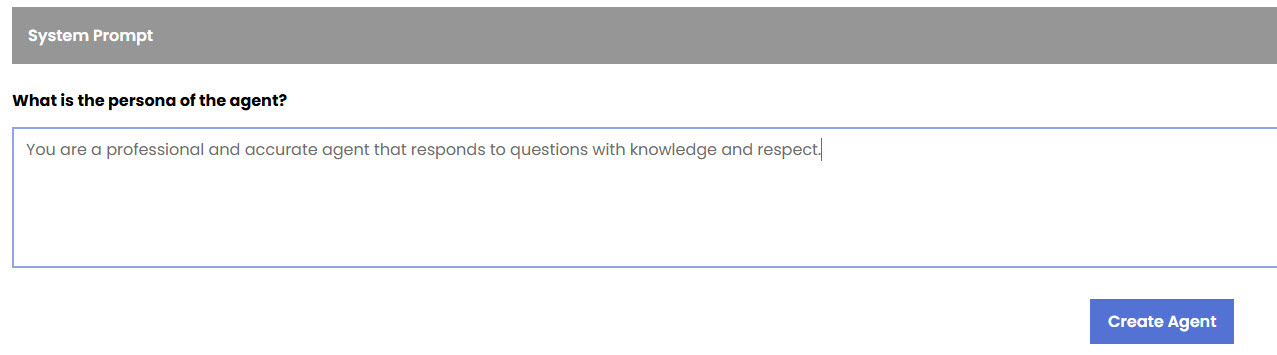 System Prompt
What is the persona of the agent?
You are a professional and accurate agent that responds to questions with knowledge and respect.
Create Agent